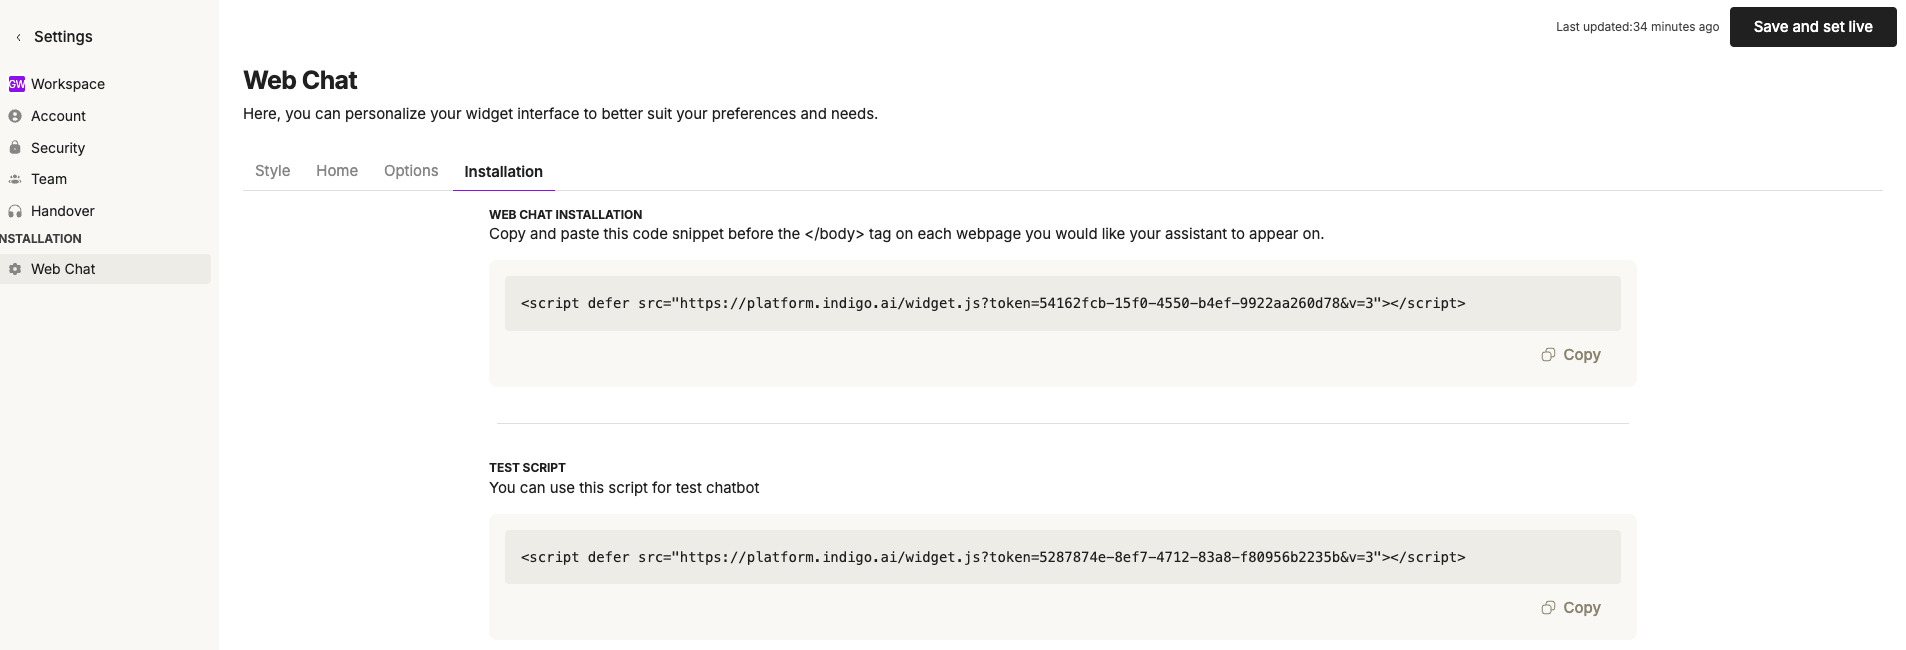 Settings
GW Workspace
Account
Security
Team
Handover
NSTALLATION
Web Chat
Last updated:34 minutes ago
Save and set live
Web Chat
Here, you can personalize your widget interface to better suit your preferences and needs.
Style Home Options Installation
WEB CHAT INSTALLATION
Copy and paste this code snippet before the </body> tag on each webpage you would like your assistant to appear on.
<script defer src="https://platform.indigo.ai/widget.js?token=54162fcb-15f0-4550-b4ef-9922aa260d78&v=3"></script>
Copy
TEST SCRIPT
You can use this script for test chatbot
<script defer src="https://platform.indigo.ai/widget.js?token=5287874e-8ef7-4712-83a8-f80956b2235b&v=3"></script>
Copy